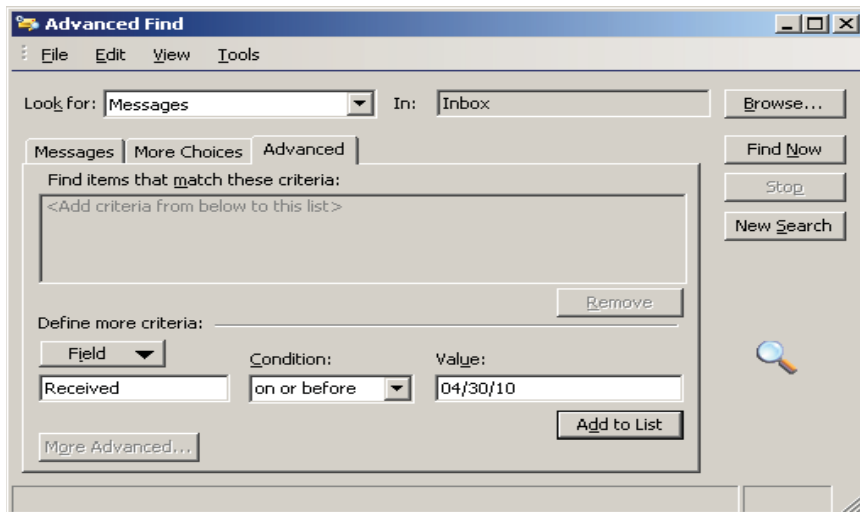 Advanced Find
File Edit View Tools
Look for: Messages In: Inbox Browse...
Messages More Choices Advanced Find Now
Find items that match these criteria: Stop
<Add criteria from below to this list>
New Search
Remove
Define more criteria:
Field Condition: Value:
Received on or before 04/30/10
Add to List
More Advanced...